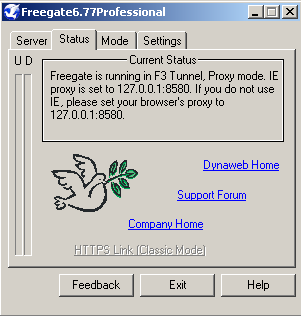 Freegate6.77Professional
Server Status Mode Settings
U D
Current Status
Freegate is running in F3 Tunnel, Proxy mode. IE
proxy is set to 127.0.0.1:8580. If you do not use
IE, please set your browser's proxy to
127.0.0.1:8580.
Dynaweb Home
Support Forum
Company Home
HTTPS Link (Classic Mode)
Feedback Exit Help